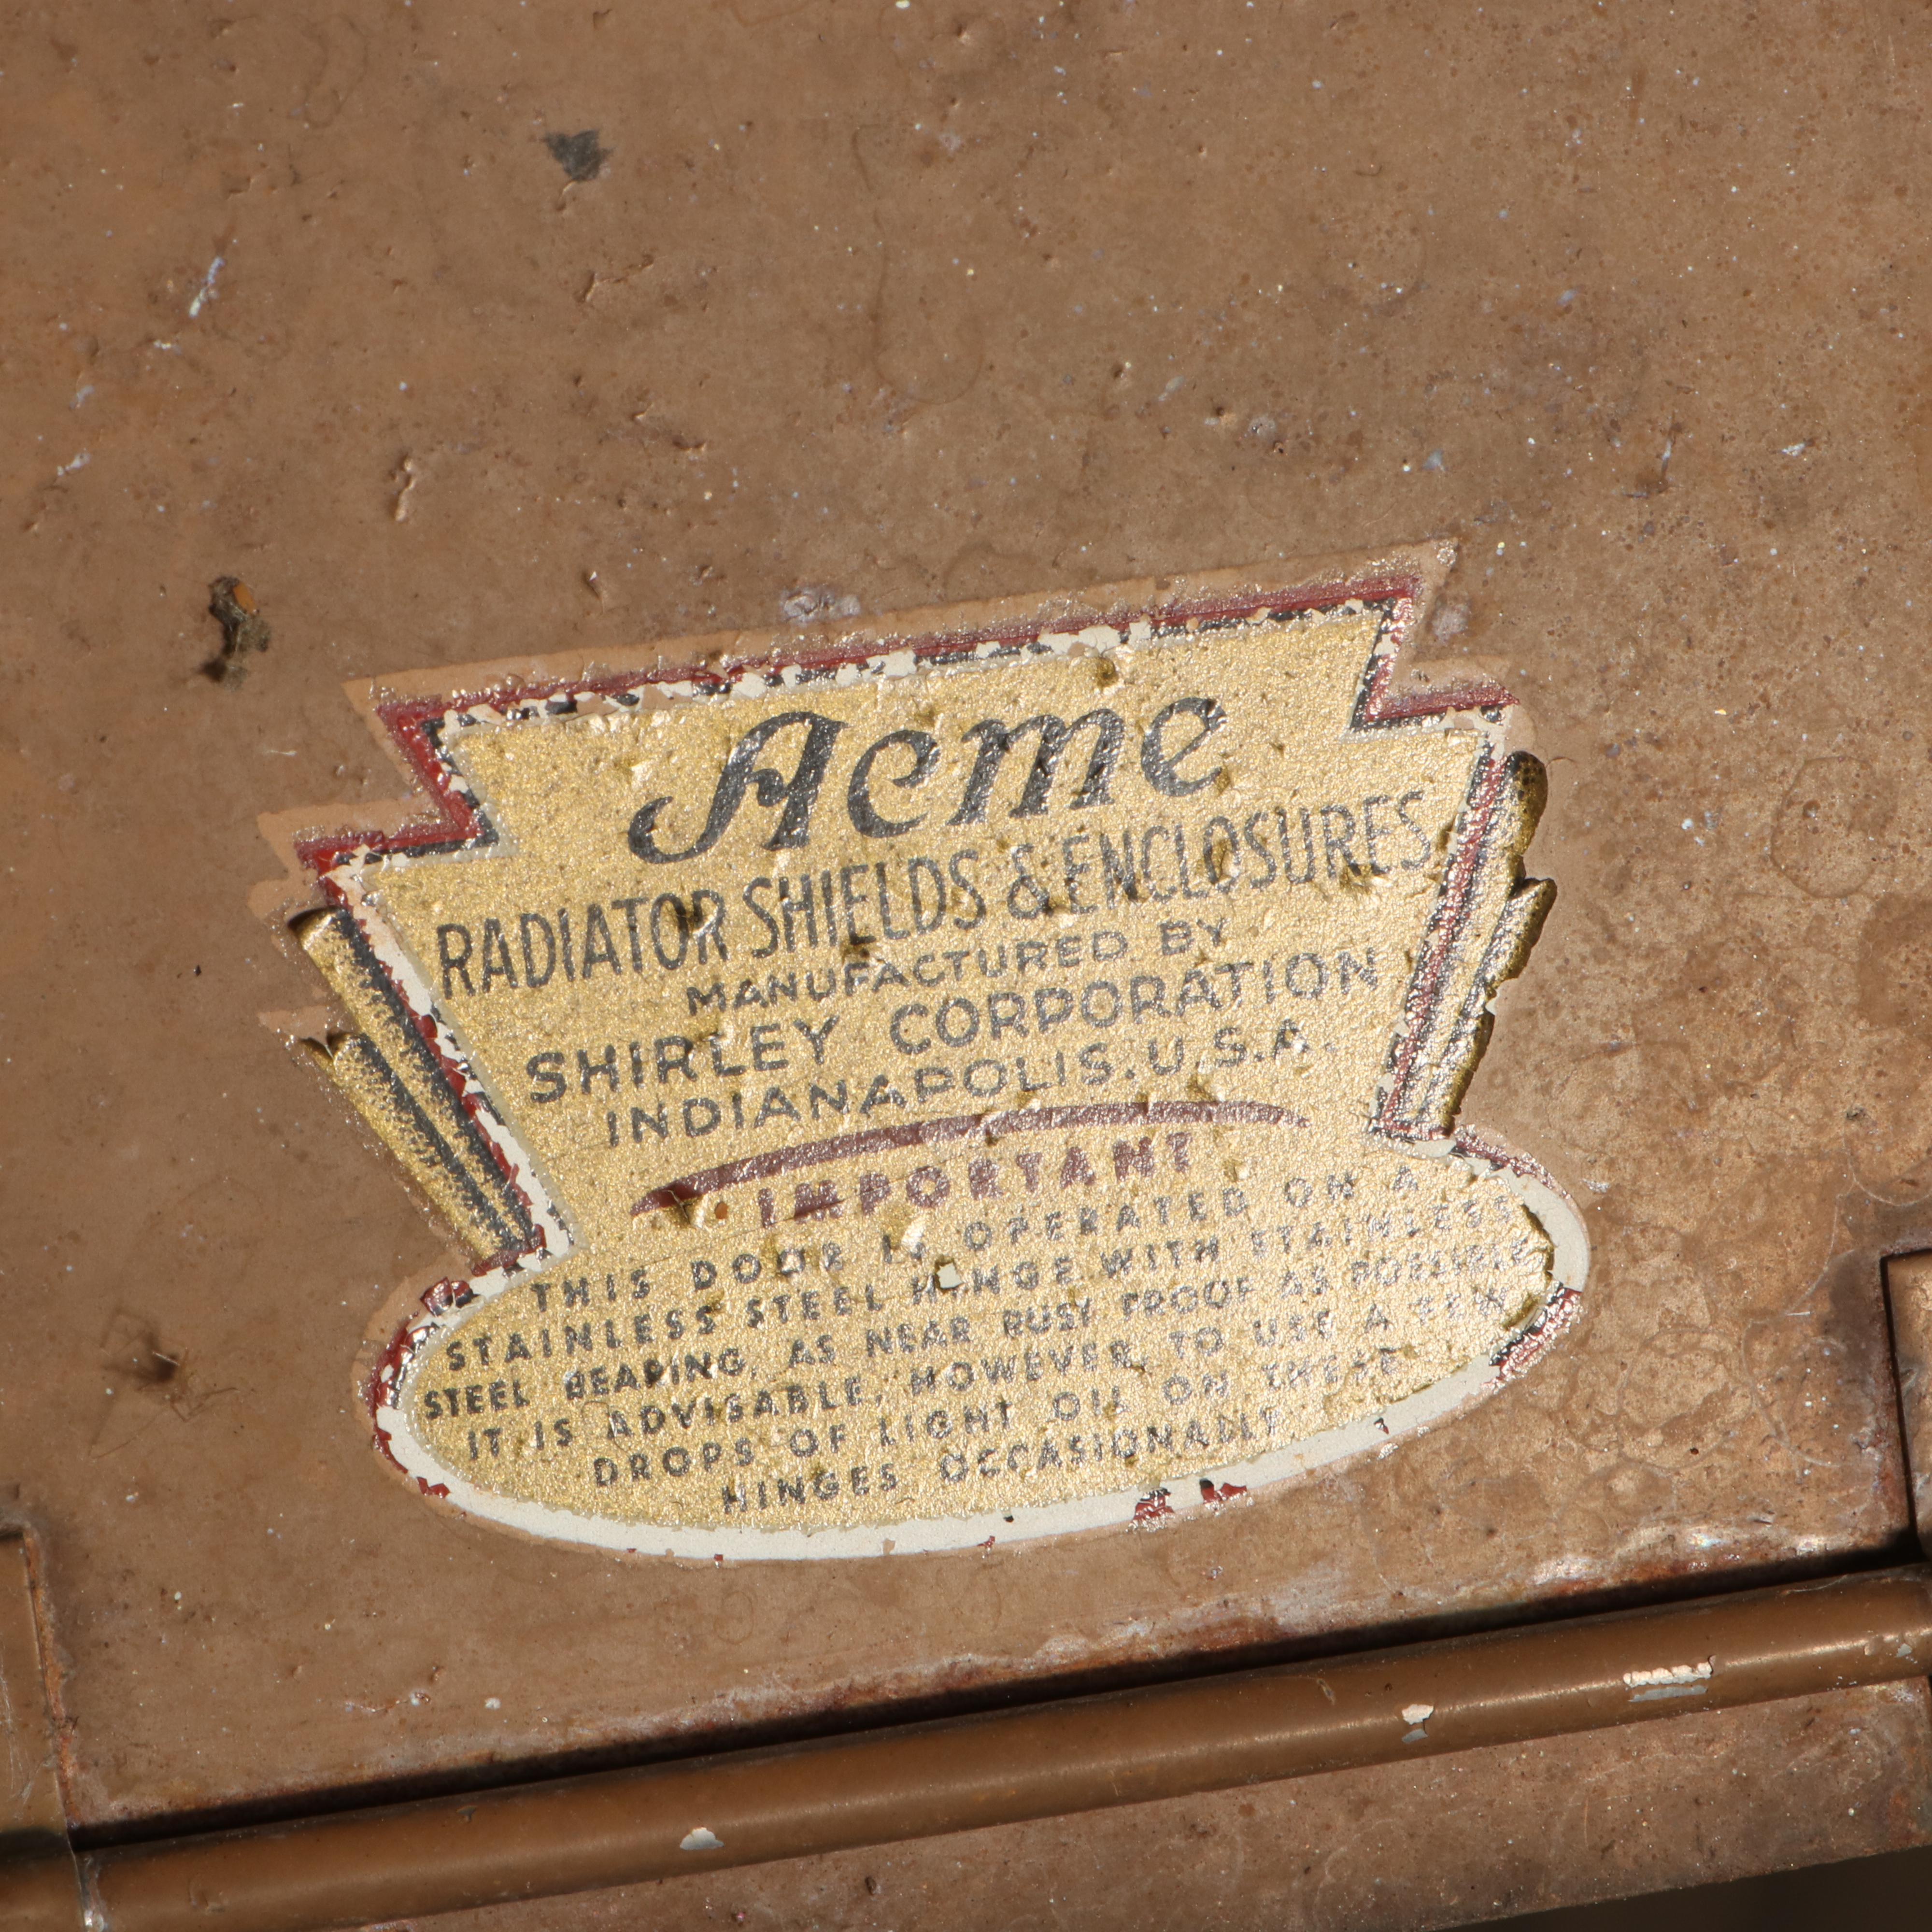 Acme
RADIATOR SHIELDS & ENCLOSURES
MANUFACTURED BY
SHIRLEY CORPORATION
INDIANAPOLIS. U.S.A.
IMPORTANT
THIS DOOR IS OPERATED ON A
STAINLESS STEEL HINGE WITH STAINLESS
STEEL BEARING, AS NEAR RUST PROOF AS POSSIBLE
IT IS ADVISABLE, HOWEVER, TO USE A FEW
DROPS OF LIGHT OIL ON THESE
HINGES OCCASIONALLY